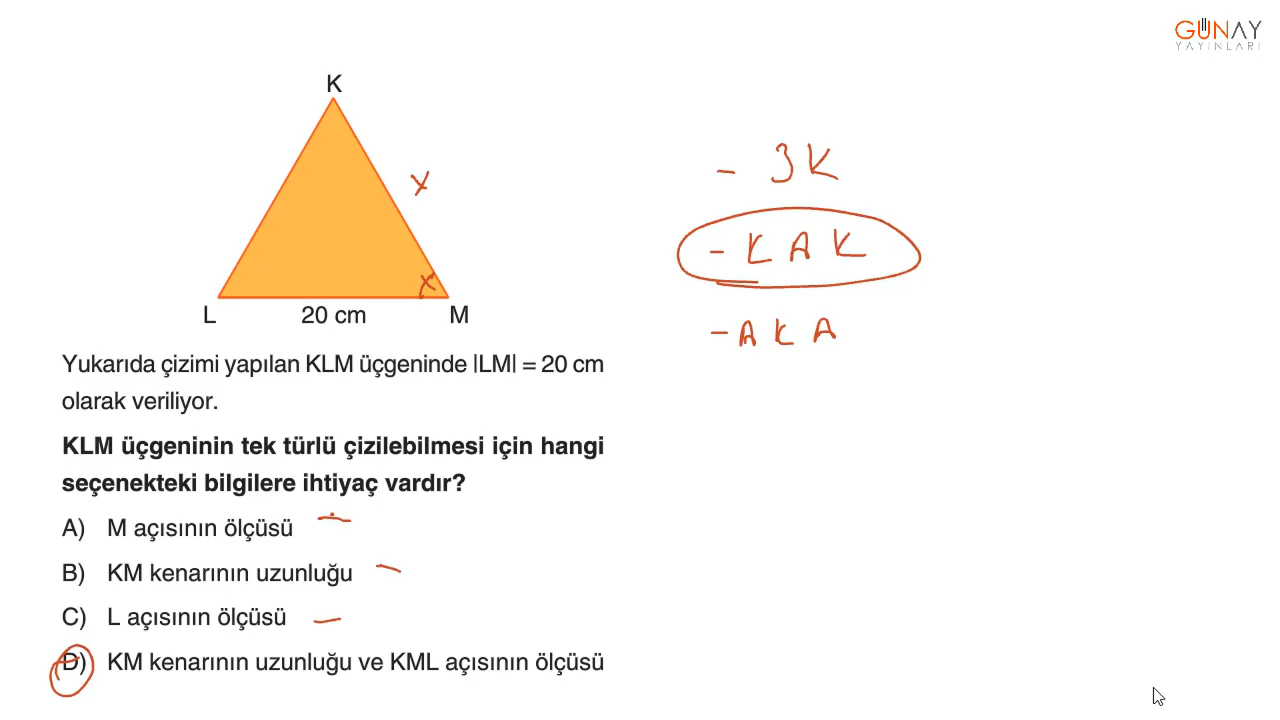 GÜNAY
YAYINLARI
K
x
x
L 20 cm M
Yukarıda çizimi yapılan KLM üçgeninde |LM| = 20 cm
olarak veriliyor.
KLM üçgeninin tek türlü çizilebilmesi için hangi
seçenekteki bilgilere ihtiyaç vardır?
A) M açısının ölçüsü
B) KM kenarının uzunluğu
C) L açısının ölçüsü
D) KM kenarının uzunluğu ve KML açısının ölçüsü
- 3K
- K A K
- A K A